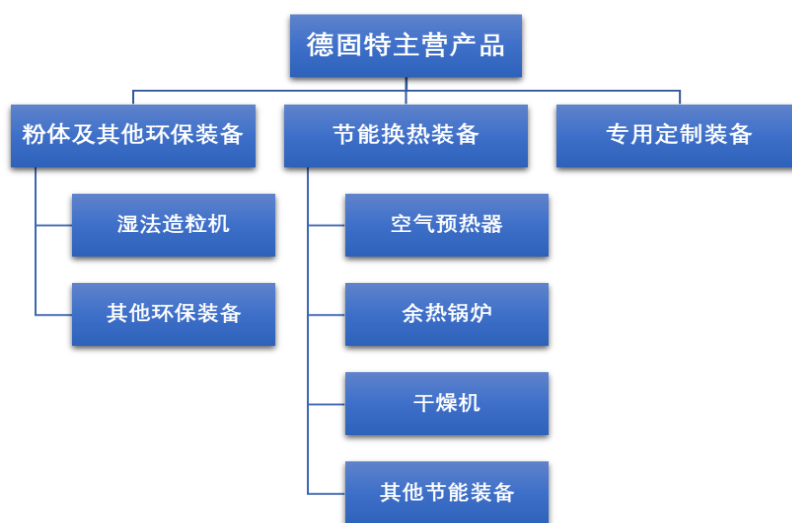 德固特主营产品
粉体及其他环保装备
节能换热装备
专用定制装备
湿法造粒机
空气预热器
其他环保装备
余热锅炉
干燥机
其他节能装备